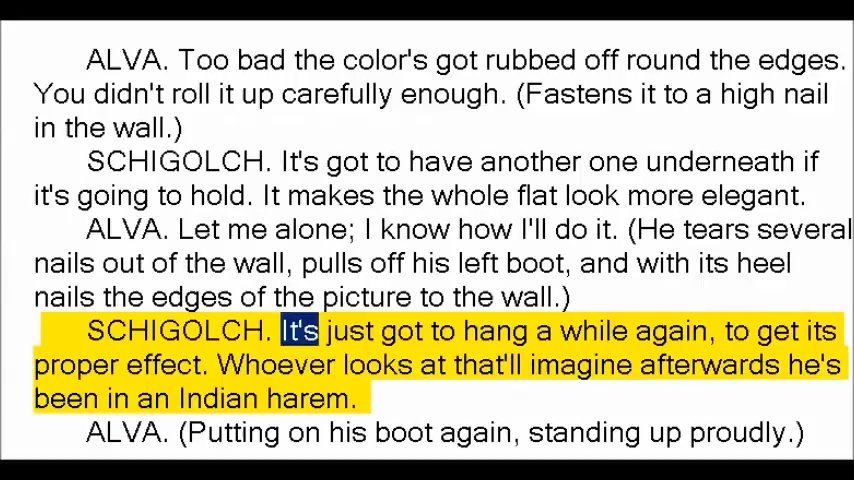 ALVA. Too bad the color's got rubbed off round the edges.
You didn't roll it up carefully enough. (Fastens it to a high nail
in the wall.)
SCHIGOLCH. It's got to have another one underneath if
it's going to hold. It makes the whole flat look more elegant.
ALVA. Let me alone; I know how I'll do it. (He tears several
nails out of the wall, pulls off his left boot, and with its heel
nails the edges of the picture to the wall.)
SCHIGOLCH. It's just got to hang a while again, to get its
proper effect. Whoever looks at that'll imagine afterwards he's
been in an Indian harem.
ALVA. (Putting on his boot again, standing up proudly.)